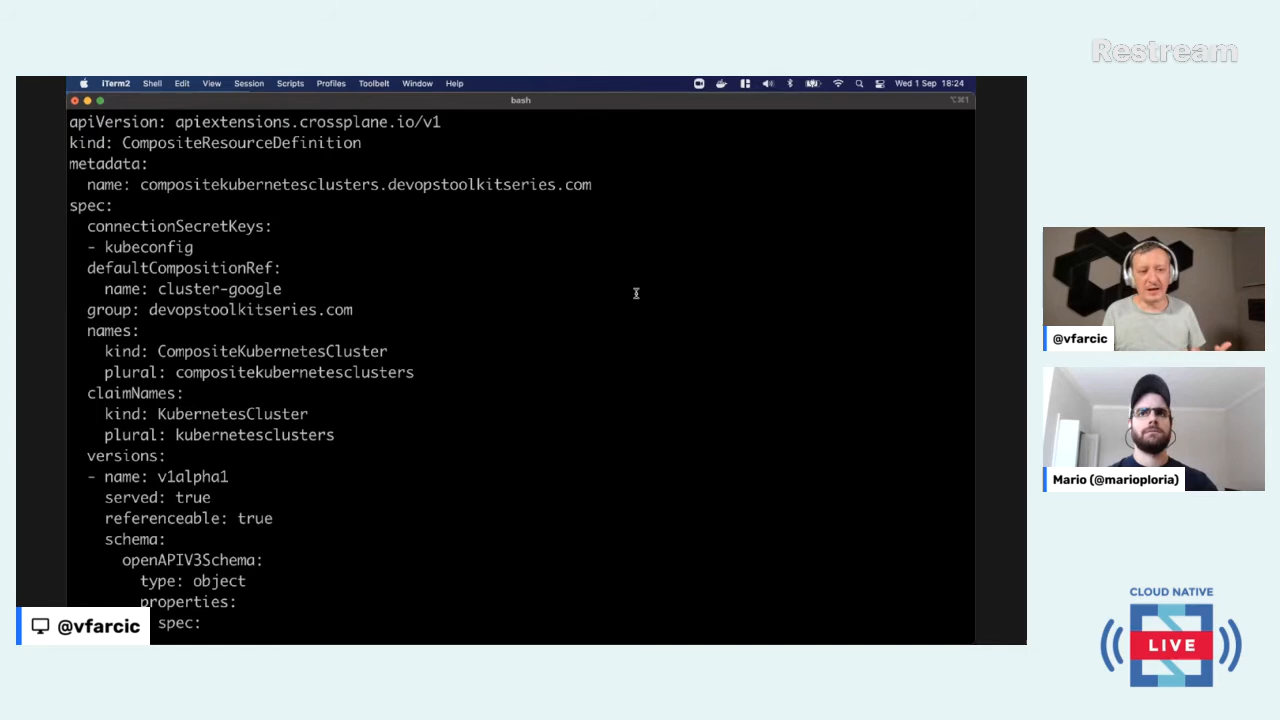 Restream
iTerm2 Shell Edit View Session Scripts Profiles Toolbelt Window Help Wed 1 Sep 18:24
bash
⌥⌘1
apiVersion: apiextensions.crossplane.io/v1
kind: CompositeResourceDefinition
metadata:
  name: compositekubernetesclusters.devopstoolkitseries.com
spec:
  connectionSecretKeys:
  - kubeconfig
  defaultCompositionRef:
    name: cluster-google
  group: devopstoolkitseries.com
  names:
    kind: CompositeKubernetesCluster
    plural: compositekubernetesclusters
  claimNames:
    kind: KubernetesCluster
    plural: kubernetesclusters
  versions:
  - name: v1alpha1
    served: true
    referenceable: true
    schema:
      openAPIV3Schema:
        type: object
        properties:
          spec:
@vfarcic
@vfarcic
Mario (@marioploria)
CLOUD NATIVE
LIVE